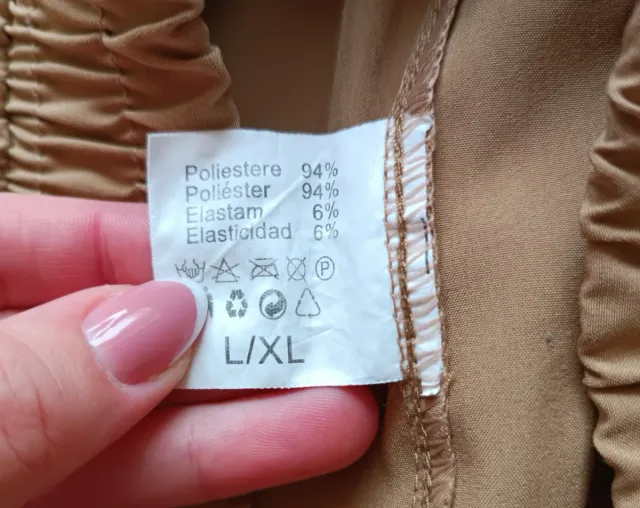 Poliestere 94%
Poliéster 94%
Elastam 6%
Elasticidad 6%
P
L/XL